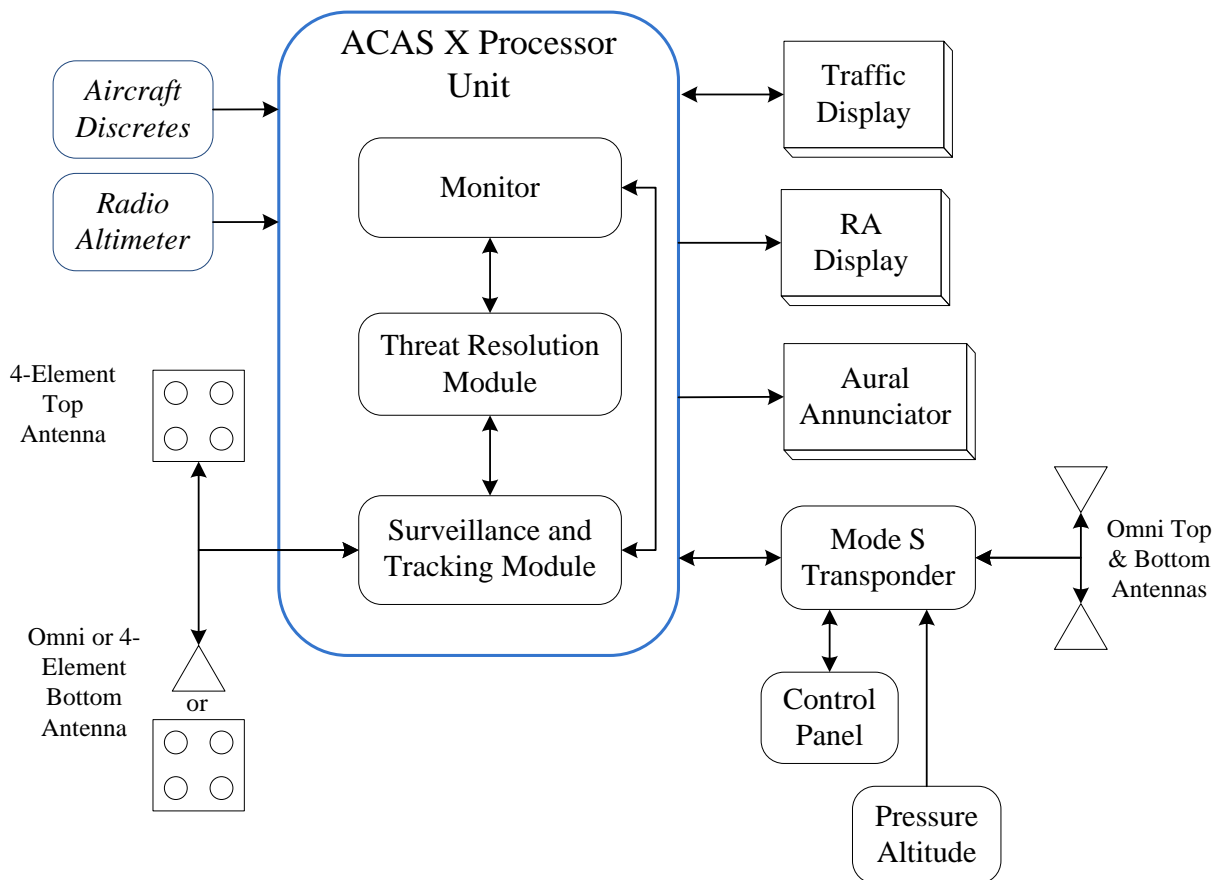 ACAS X Processor
Unit
Aircraft
Discretes
Radio
Altimeter
Monitor
Threat Resolution
Module
Surveillance and
Tracking Module
4-Element
Top
Antenna
Omni or 4-
Element
Bottom
Antenna
or
Traffic
Display
RA
Display
Aural
Annunciator
Mode S
Transponder
Omni Top
& Bottom
Antennas
Control
Panel
Pressure
Altitude